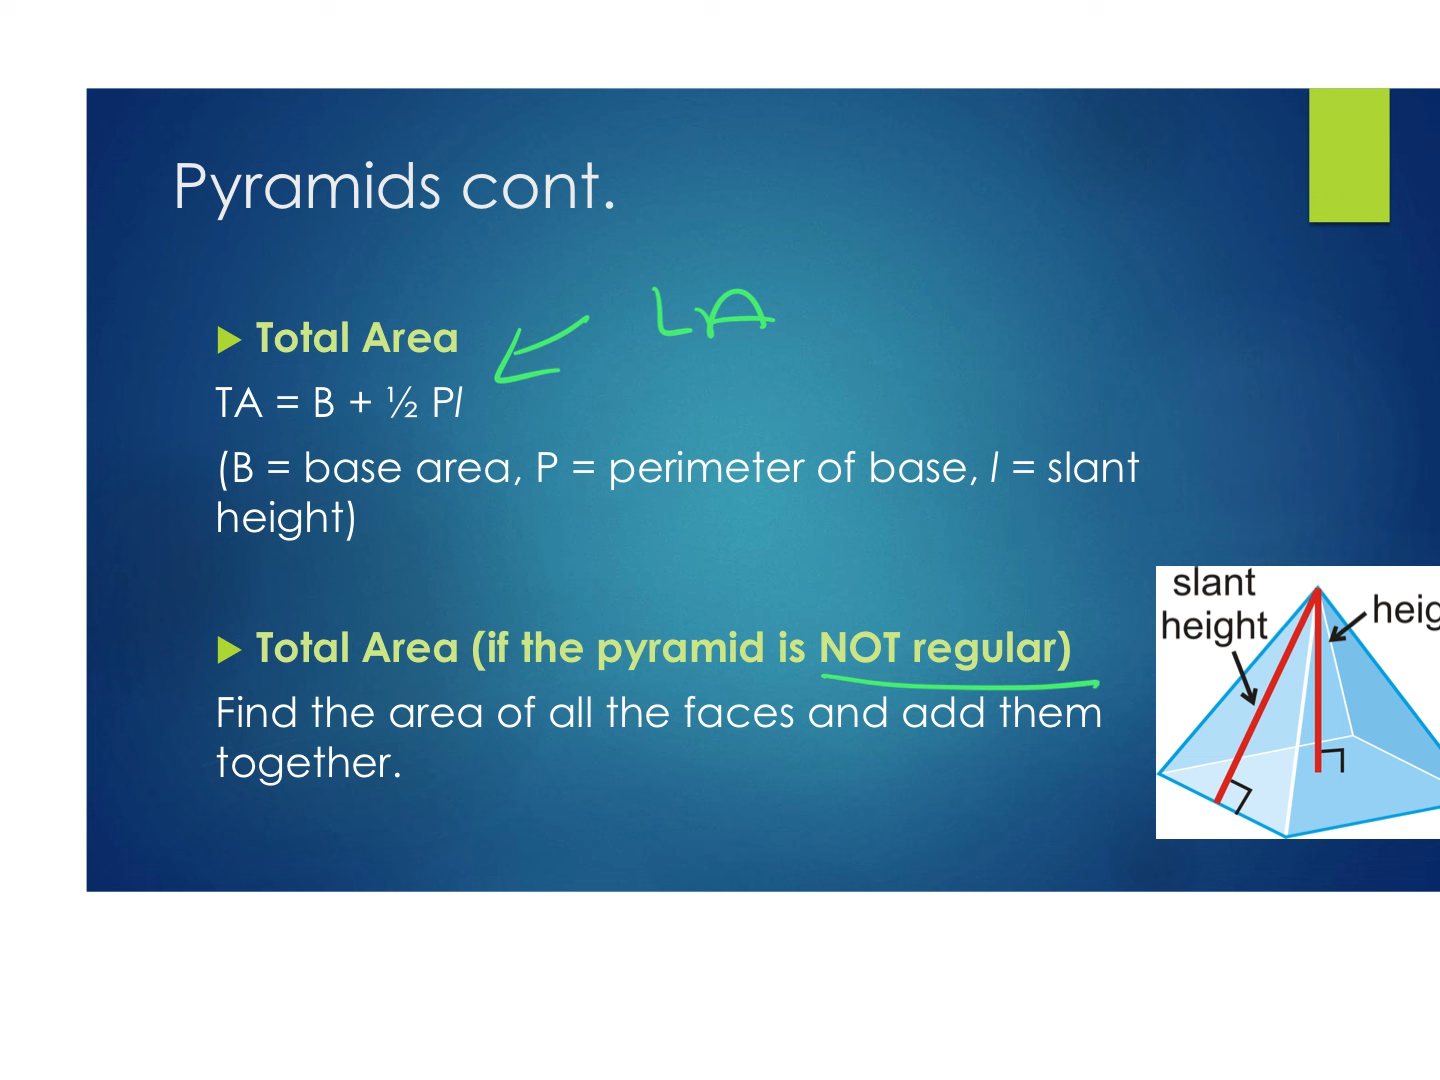 Pyramids cont.
LA
Total Area
TA = B + ½ Pl
(B = base area, P = perimeter of base, l = slant
height)
Total Area (if the pyramid is NOT regular)
Find the area of all the faces and add them
together.
slant
height
heig